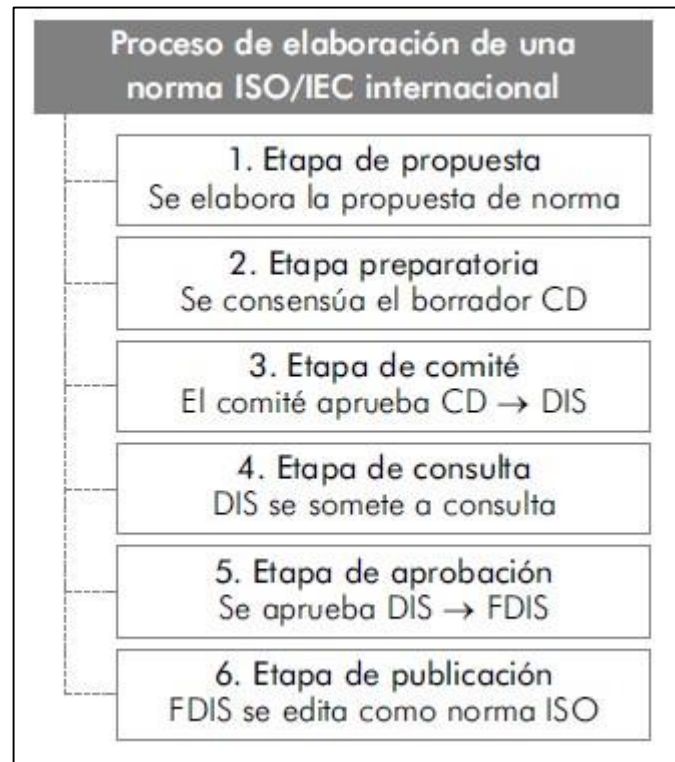 Proceso de elaboración de una
norma ISO/IEC internacional
1. Etapa de propuesta
Se elabora la propuesta de norma
2. Etapa preparatoria
Se consensúa el borrador CD
3. Etapa de comité
El comité aprueba CD → DIS
4. Etapa de consulta
DIS se somete a consulta
5. Etapa de aprobación
Se aprueba DIS → FDIS
6. Etapa de publicación
FDIS se edita como norma ISO